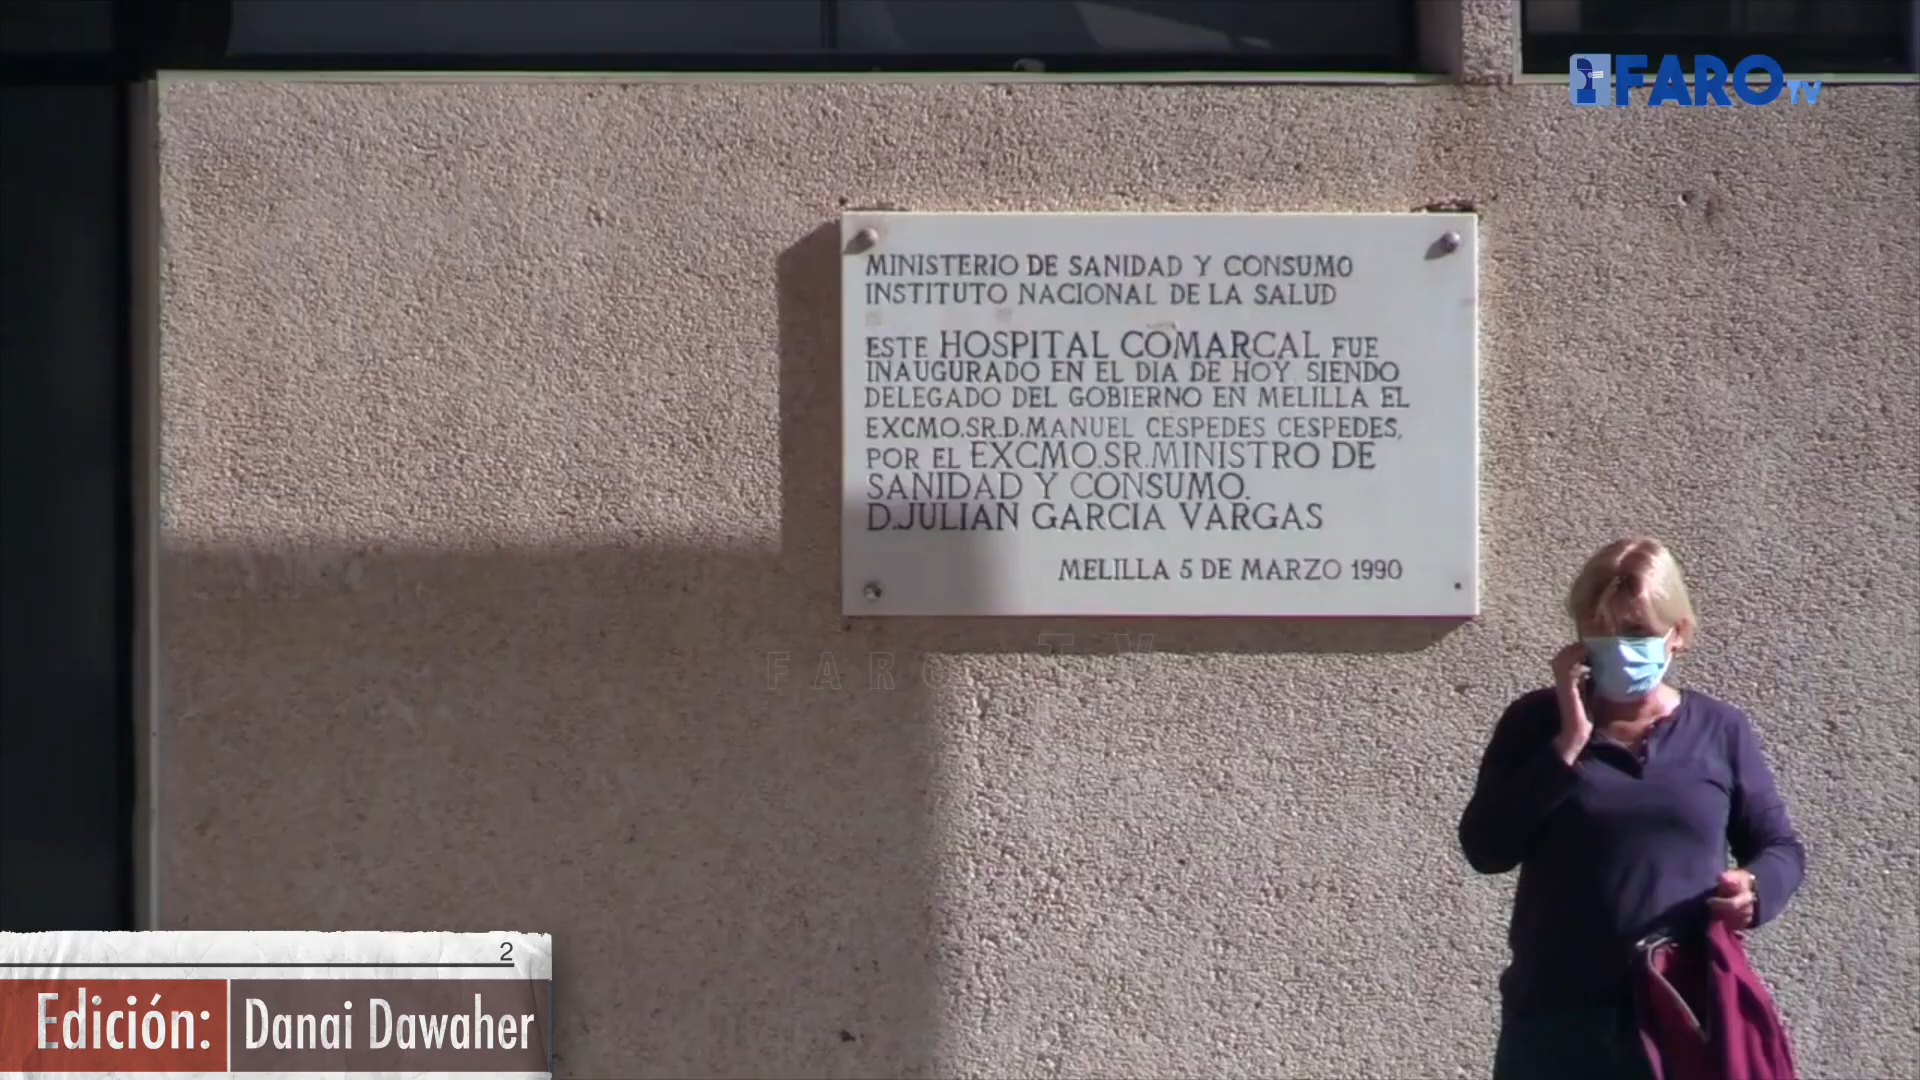 FARO TV
MINISTERIO DE SANIDAD Y CONSUMO
INSTITUTO NACIONAL DE LA SALUD
ESTE HOSPITAL COMARCAL FUE
INAUGURADO EN EL DIA DE HOY, SIENDO
DELEGADO DEL GOBIERNO EN MELILLA EL
EXCMO.SR.D.MANUEL CESPEDES CESPEDES,
POR EL EXCMO.SR.MINISTRO DE
SANIDAD Y CONSUMO.
D.JULIAN GARCIA VARGAS
MELILLA 5 DE MARZO 1990
FARO TV
2
Edición: Danai Dawaher